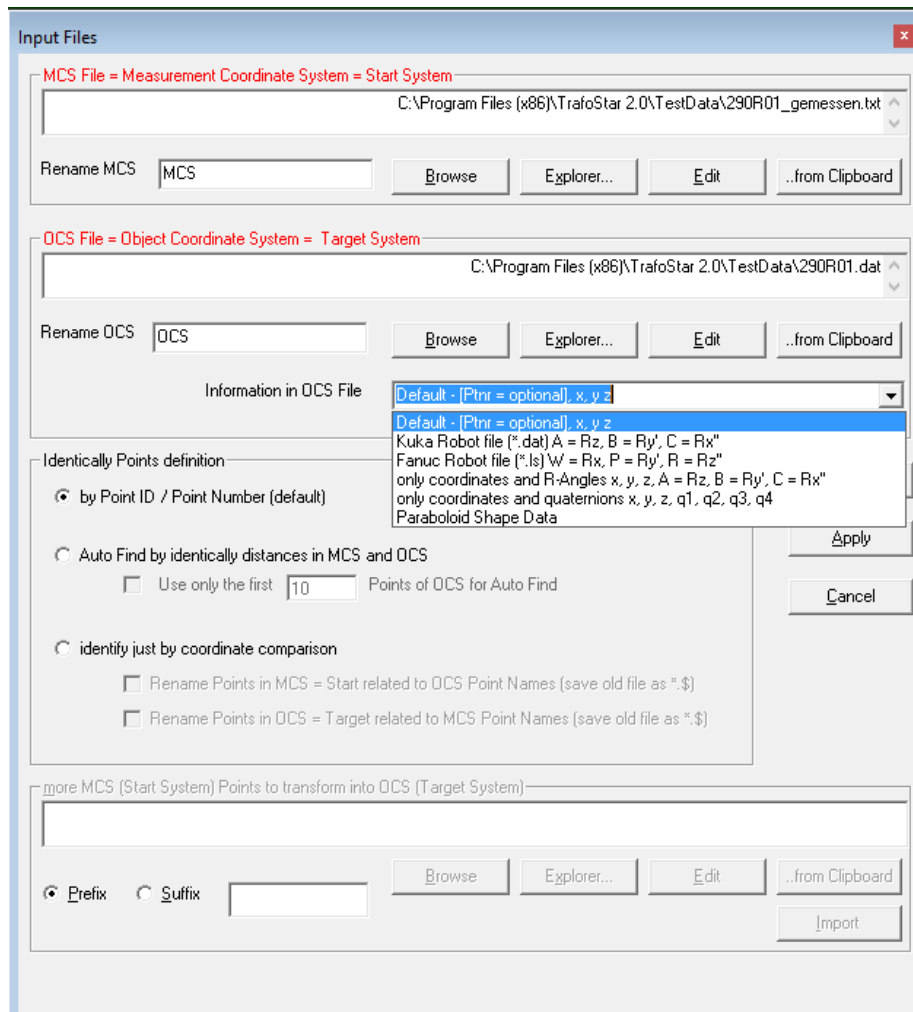 Input Files
x
MCS File = Measurement Coordinate System = Start System
C:\Program Files (x86)\TrafoStar 2.0\TestData\290R01_gemessen.txt
Rename MCS
MCS
Browse
Explorer...
Edit
..from Clipboard
OCS File = Object Coordinate System =  Target System
C:\Program Files (x86)\TrafoStar 2.0\TestData\290R01.dat
Rename OCS
OCS
Browse
Explorer...
Edit
..from Clipboard
Information in OCS File
Default - [Ptnr = optional], x, y z
Default - [Ptnr = optional], x, y z
Kuka Robot file (*.dat) A = Rz, B = Ry', C = Rx"
Fanuc Robot file (*.ls) W = Rx, P = Ry', R = Rz"
only coordinates and R-Angles x, y, z, A = Rz, B = Ry', C = Rx"
only coordinates and quaternions x, y, z, q1, q2, q3, q4
Paraboloid Shape Data
Identically Points definition
by Point ID / Point Number (default)
Auto Find by identically distances in MCS and OCS
Use only the first 10 Points of OCS for Auto Find
identify just by coordinate comparison
Rename Points in MCS = Start related to OCS Point Names (save old file as *.$)
Rename Points in OCS = Target related to MCS Point Names (save old file as *.$)
Apply
Cancel
more MCS (Start System) Points to transform into OCS (Target System)
Prefix
Suffix
Browse
Explorer...
Edit
..from Clipboard
Import